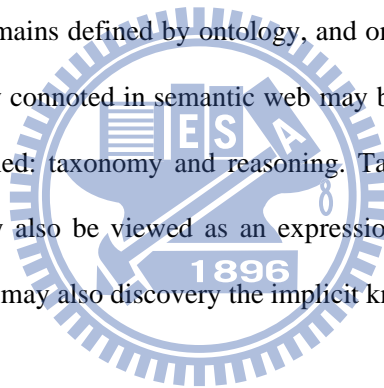 mains defined by ontology, and or
connoted in semantic web may b
ed: taxonomy and reasoning. Ta
also be viewed as an expressio
may also discovery the implicit k
E S A
8
1896